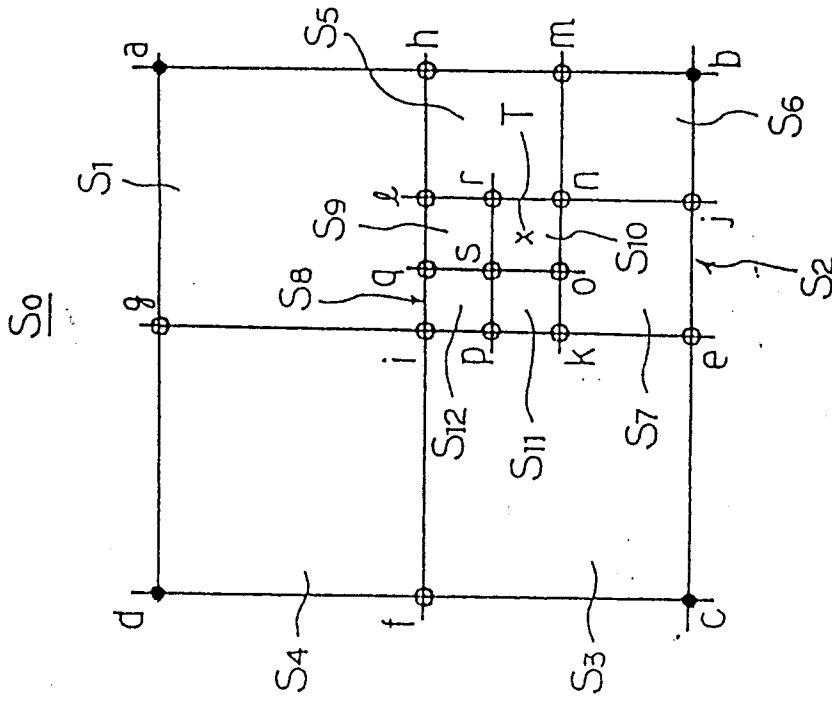 S0
d g a
S1
f i q l h
S4
S8 S9 S5
p s r
T
x
S12
k o n m
S11 S10
S7
c e j b
S3 S2 S6